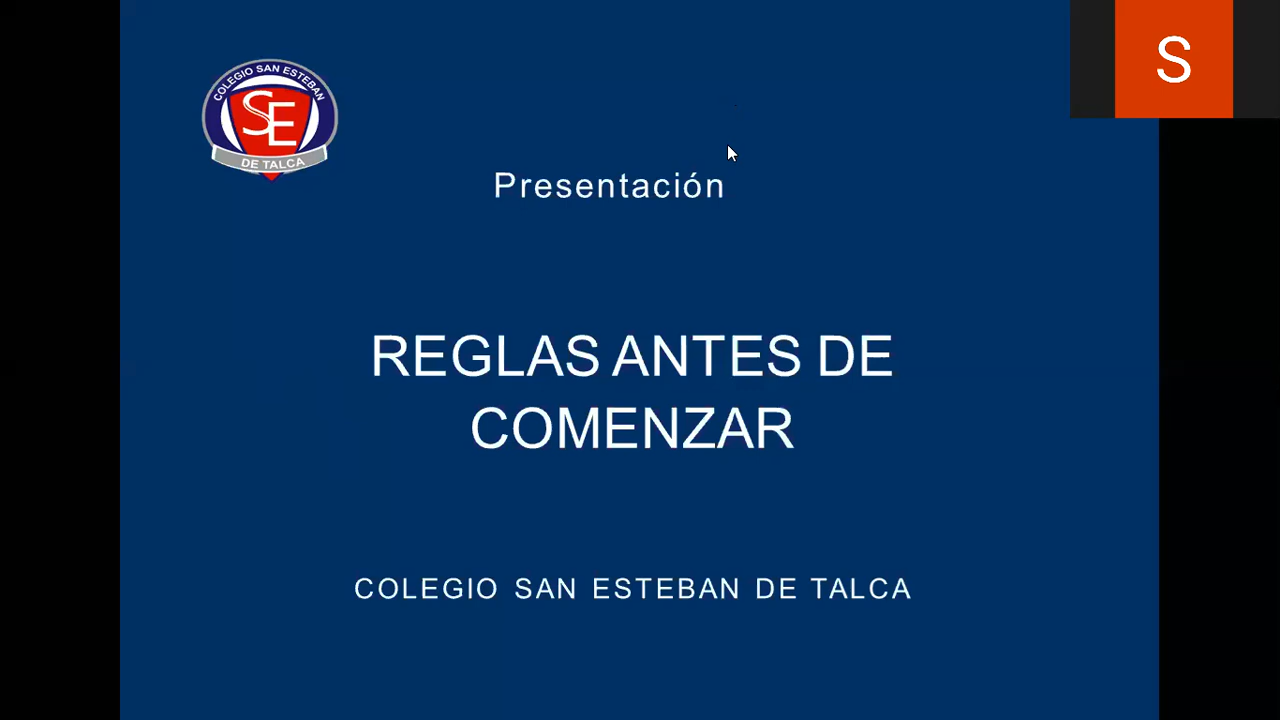 COLEGIO SAN ESTEBAN
SE
DE TALCA
S
Presentación
REGLAS ANTES DE
COMENZAR
COLEGIO SAN ESTEBAN DE TALCA